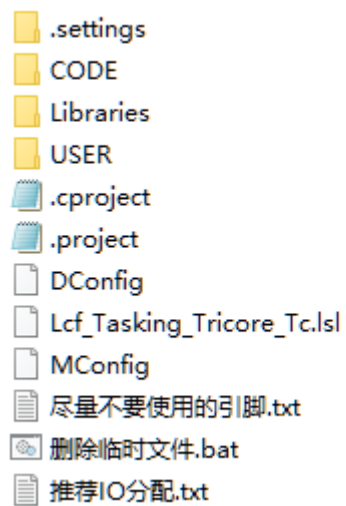 .settings
CODE
Libraries
USER
.cproject
.project
DConfig
Lcf_Tasking_Tricore_Tc.lsl
MConfig
尽量不要使用的引脚.txt
删除临时文件.bat
推荐IO分配.txt